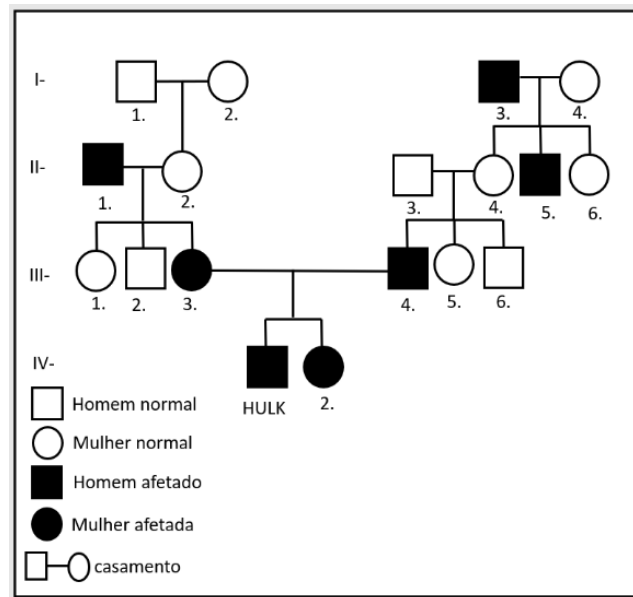 I-
1.
2.
3.
4.
II-
1.
2.
3.
4.
5.
6.
III-
1.
2.
3.
4.
5.
6.
IV-
HULK
2.
Homem normal
Mulher normal
Homem afetado
Mulher afetada
casamento